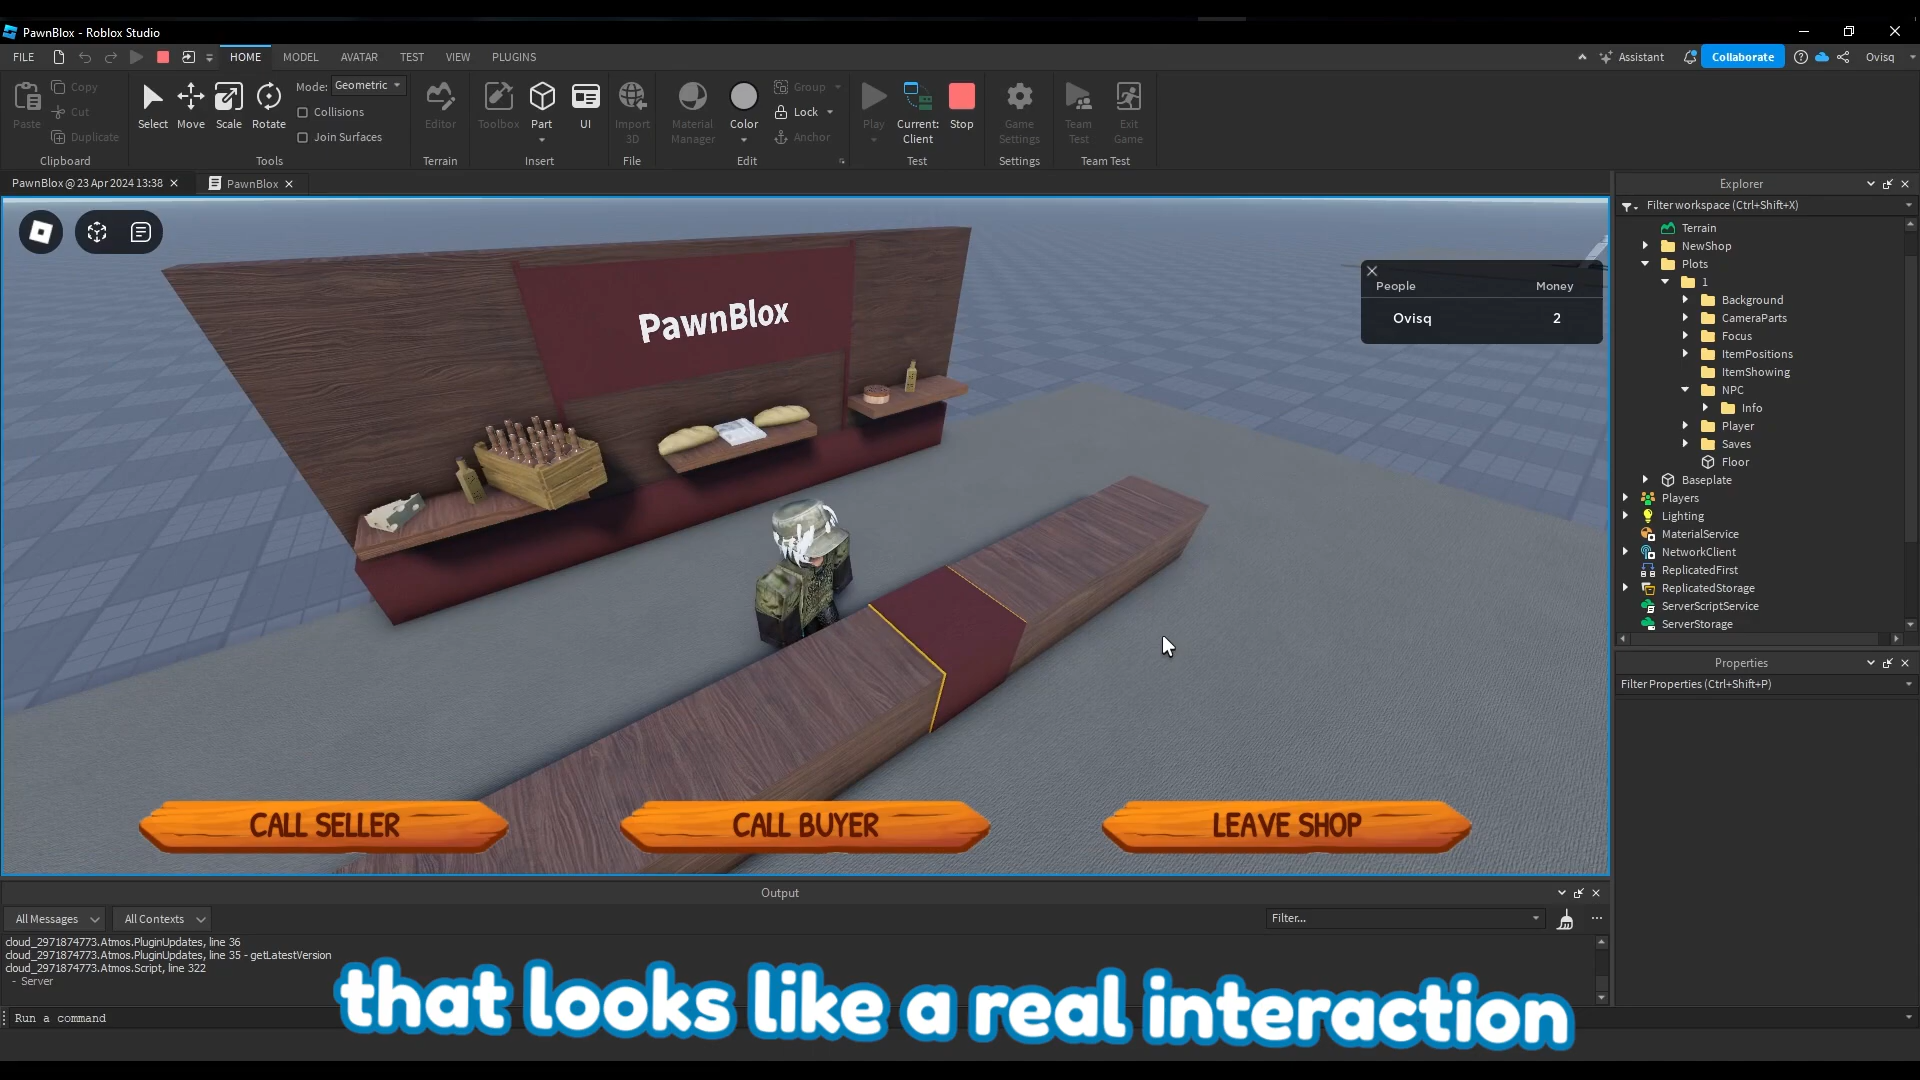 PawnBlox - Roblox Studio
FILE HOME MODEL AVATAR TEST VIEW PLUGINS Assistant Collaborate Ovisq
Paste Copy Cut Duplicate
Clipboard
Select Move Scale Rotate
Mode: Geometric
Collisions
Join Surfaces
Tools
Editor
Terrain
Toolbox Part UI
Insert
Import 3D
File
Material Manager Color
Group
Lock
Anchor
Edit
Play Current: Client Stop
Test
Game Settings
Settings
Team Test Exit Game
Team Test
PawnBlox @ 23 Apr 2024 13:38
PawnBlox
PawnBlox
People Money
Ovisq 2
CALL SELLER
CALL BUYER
LEAVE SHOP
Explorer
Filter workspace (Ctrl+Shift+X)
Terrain
NewShop
Plots
1
Background
CameraParts
Focus
ItemPositions
ItemShowing
NPC
Info
Player
Saves
Floor
Baseplate
Players
Lighting
MaterialService
NetworkClient
ReplicatedFirst
ReplicatedStorage
ServerScriptService
ServerStorage
Properties
Filter Properties (Ctrl+Shift+P)
Output
All Messages All Contexts Filter...
cloud_2971874773.Atmos.PluginUpdates, line 36
cloud_2971874773.Atmos.PluginUpdates, line 35 - getLatestVersion
cloud_2971874773.Atmos.Script, line 322
- Server
Run a command
that looks like a real interaction